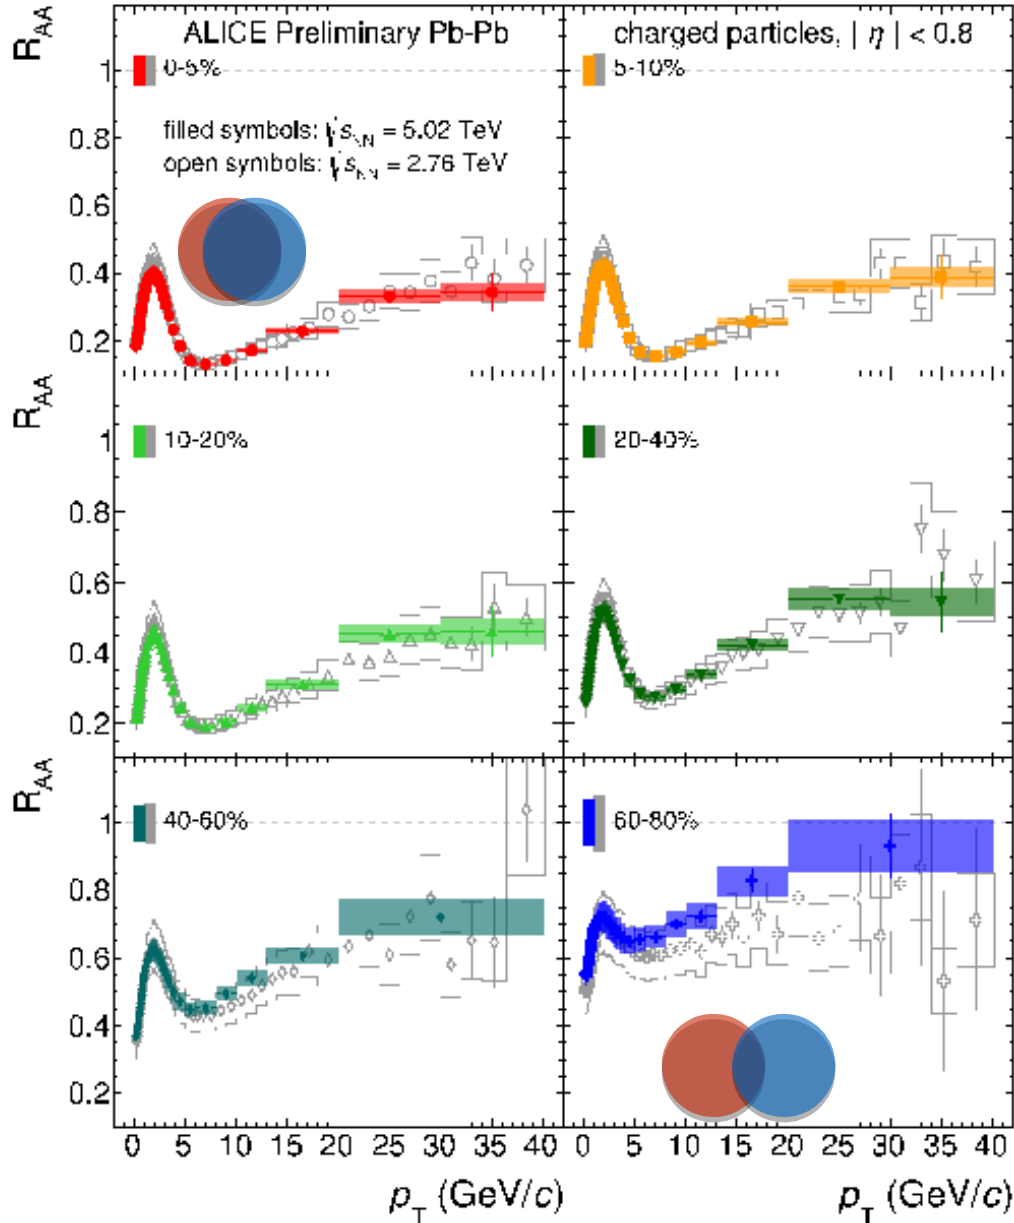 ALICE Preliminary Pb-Pb
charged particles, | η | < 0.8
R_AA
1
0.8
0.6
0.4
0.2
0-5%
5-10%
filled symbols: √s_NN = 5.02 TeV
open symbols: √s_NN = 2.76 TeV
R_AA
1
0.8
0.6
0.4
0.2
10-20%
20-40%
R_AA
1
0.8
0.6
0.4
0.2
40-60%
60-80%
0 5 10 15 20 25 30 35 40
0 5 10 15 20 25 30 35 40
p_T (GeV/c)
p_T (GeV/c)